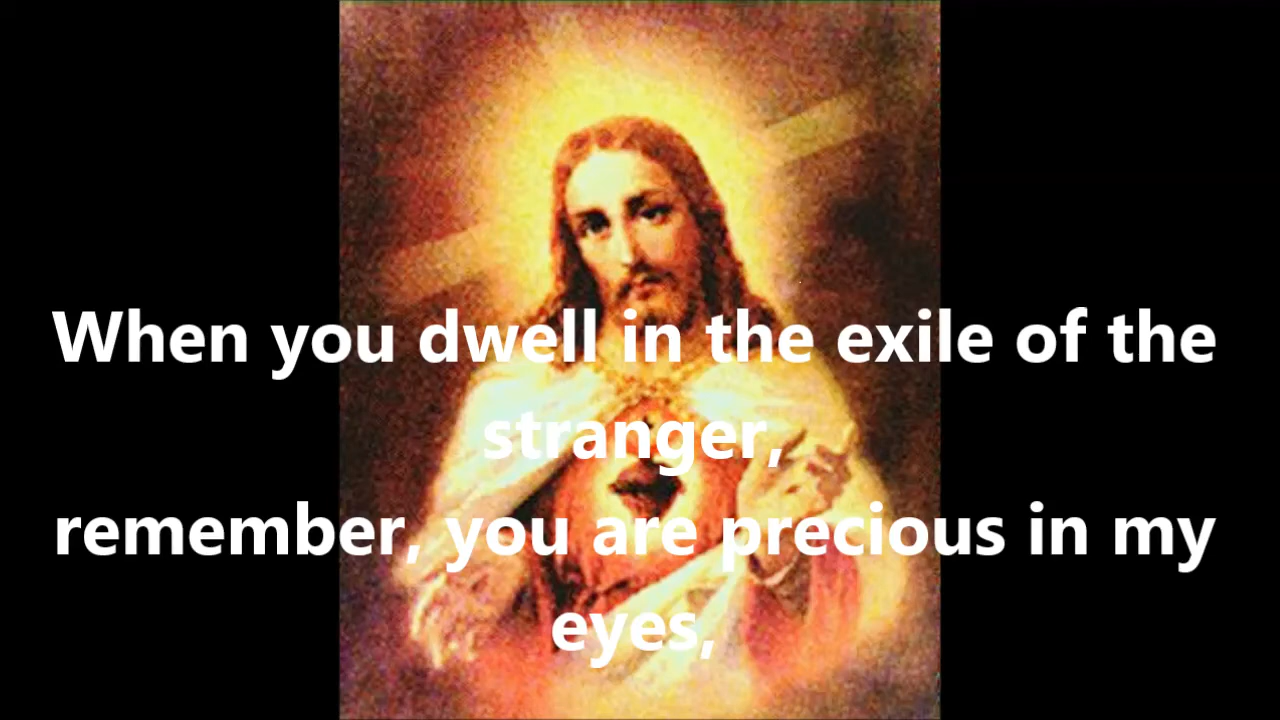 When you dwell in the exile of the
stranger,
remember, you are precious in my
eyes,